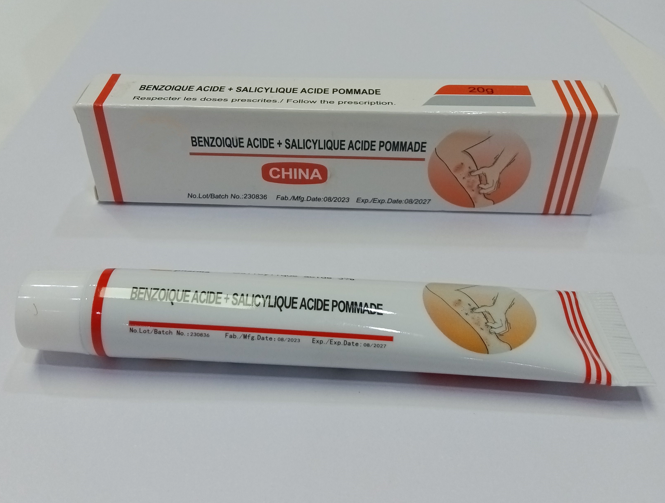 BENZOIQUE ACIDE + SALICYLIQUE ACIDE POMMADE
Respecter les doses prescrites./ Follow the prescription.
20g
BENZOIQUE ACIDE + SALICYLIQUE ACIDE POMMADE
CHINA
No.Lot/Batch No.:230836 Fab./Mfg.Date:08/2023 Exp./Exp.Date:08/2027
BENZOIQUE ACIDE + SALICYLIQUE ACIDE POMMADE
No.Lot/Batch No.:230836 Fab./Mfg.Date:08/2023 Exp./Exp.Date:08/2027